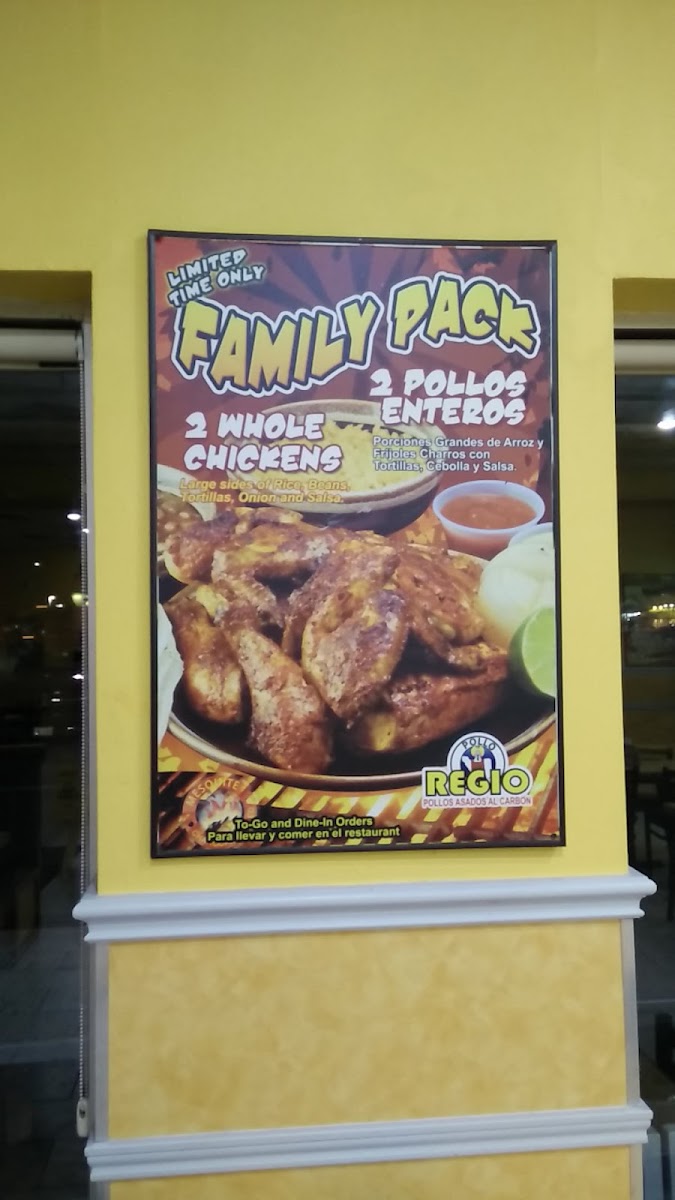 LIMITED
TIME ONLY
FAMILY PACK
2 WHOLE
CHICKENS
Large sides of Rice, Beans,
Tortillas, Onion and Salsa.
2 POLLOS
ENTEROS
Porciones Grandes de Arroz y
Frijoles Charros con
Tortillas, Cebolla y Salsa.
POLLO
REGIO
POLLOS ASADOS AL CARBON
MESQUITE
To-Go and Dine-In Orders
Para llevar y comer en el restaurant